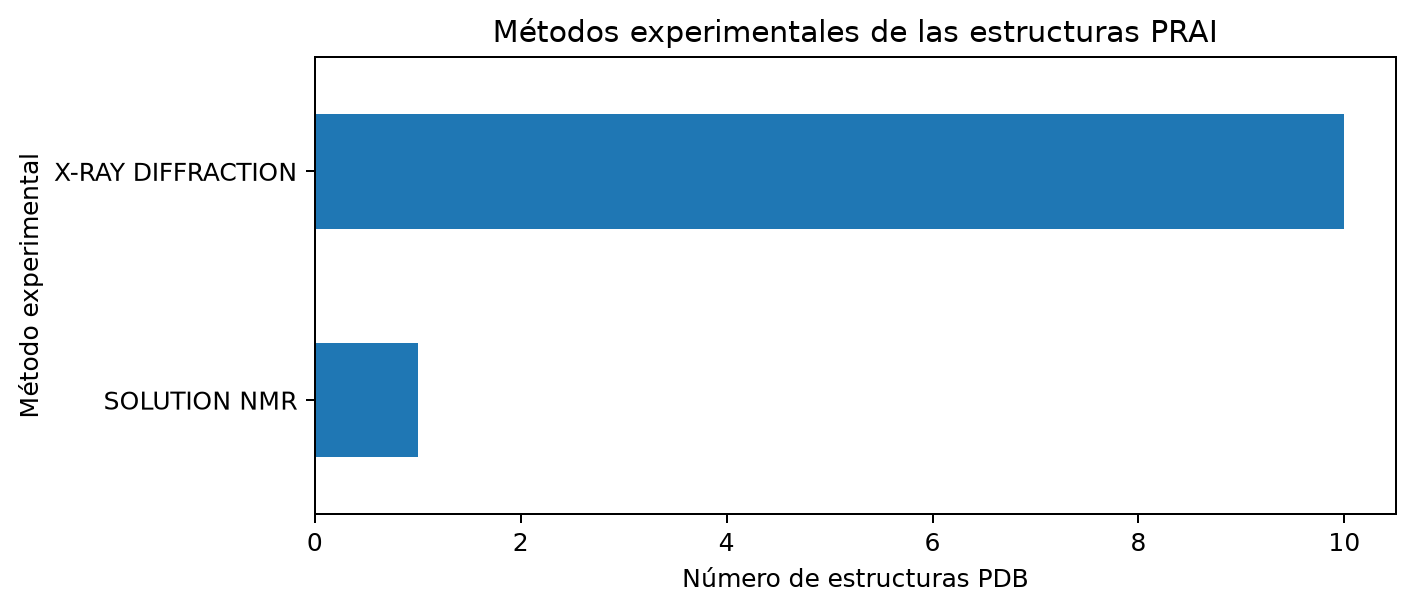 Métodos experimentales de las estructuras PRAI
Método experimental
X-RAY DIFFRACTION
SOLUTION NMR
0 2 4 6 8 10
Número de estructuras PDB